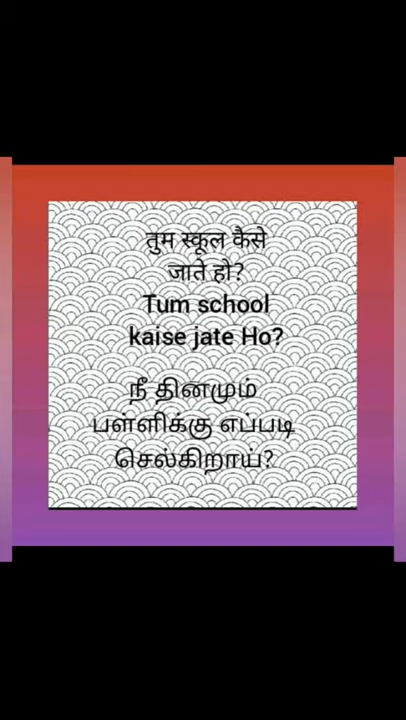 तुम स्कूल कैसे
जाते हो?
Tum school
kaise jate Ho?
நீ தினமும்
பள்ளிக்கு எப்படி
செல்கிறாய்?